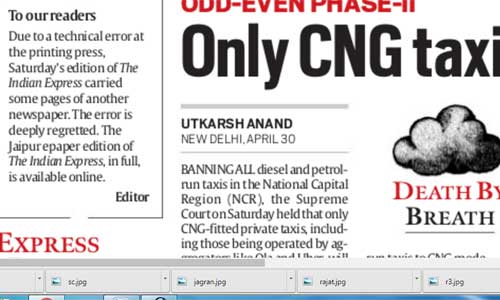 To our readers
Due to a technical error at
the printing press,
Saturday's edition of The
Indian Express carried
some pages of another
newspaper. The error is
deeply regretted. The
Jaipur epaper edition of
The Indian Express, in full,
is available online.
Editor
EXPRESS
ODD-EVEN PHASE-II
Only CNG taxi
UTKARSH ANAND
NEW DELHI, APRIL 30
BANNING ALL diesel and petrol-
run taxis in the National Capital
Region (NCR), the Supreme
Court on Saturday held that only
CNG-fitted private taxis, includ-
ing those being operated by ag-
gregators like Ola and Uber, will
DEATH BY
BREATH
run taxis to CNG mode
sc.jpg
jagran.jpg
rajat.jpg
r3.jpg